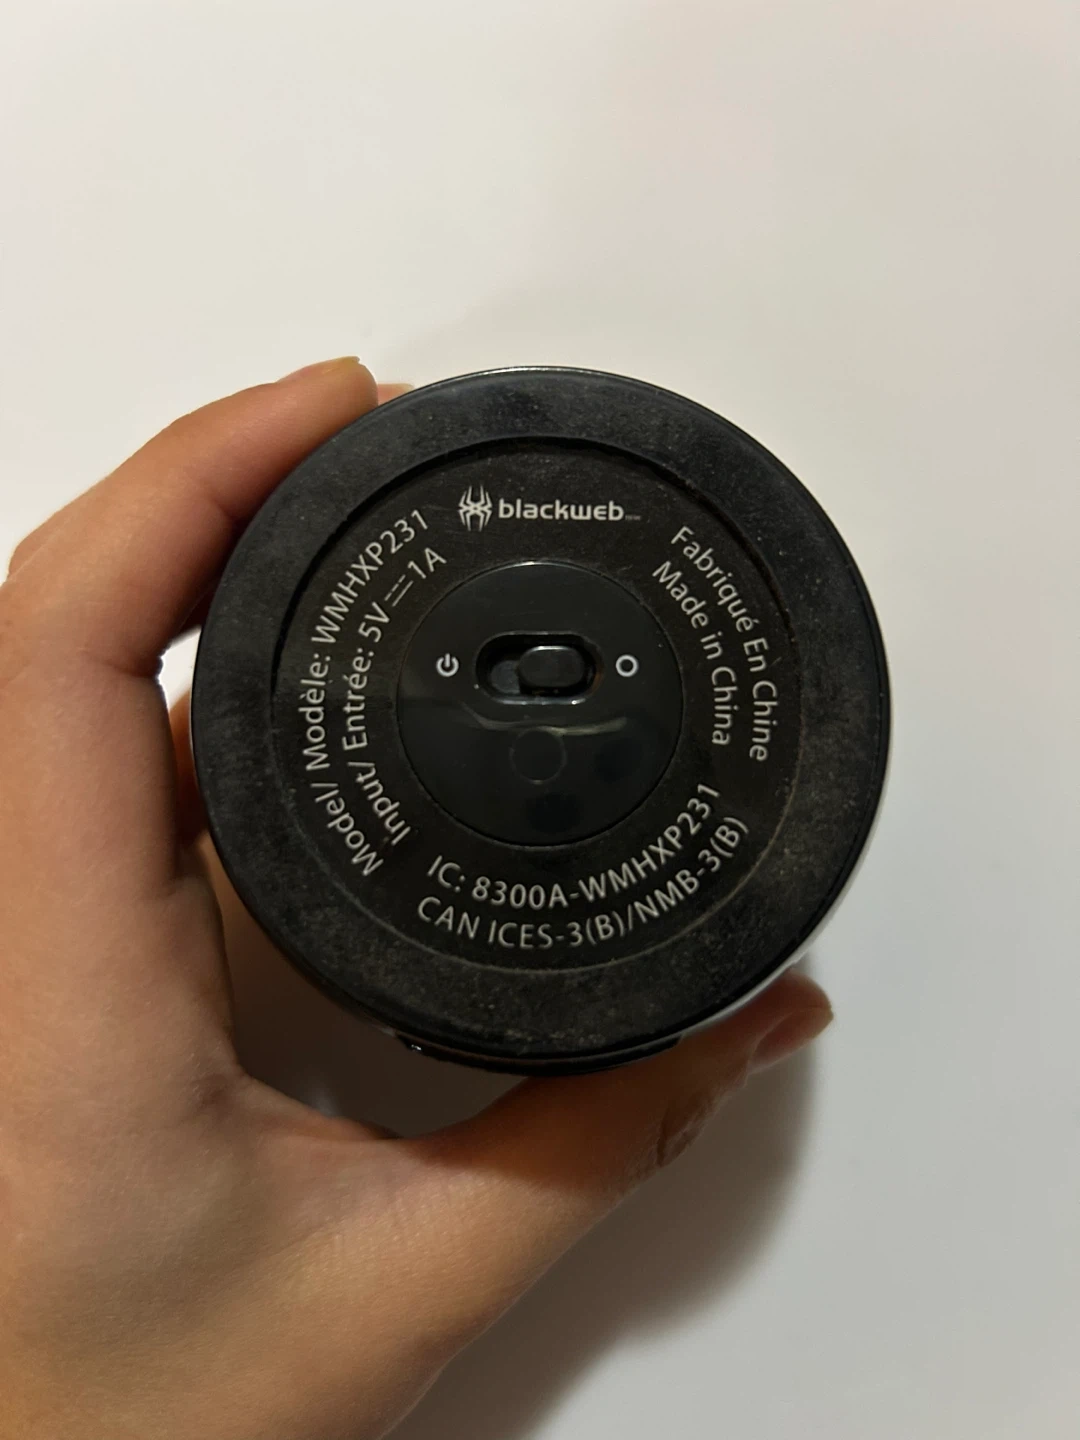 blackweb
Model/ Modèle: WMHXP231
Input/ Entrée: 5V⎓1A
Fabriqué En Chine
Made in China
IC: 8300A-WMHXP231
CAN ICES-3(B)/NMB-3(B)